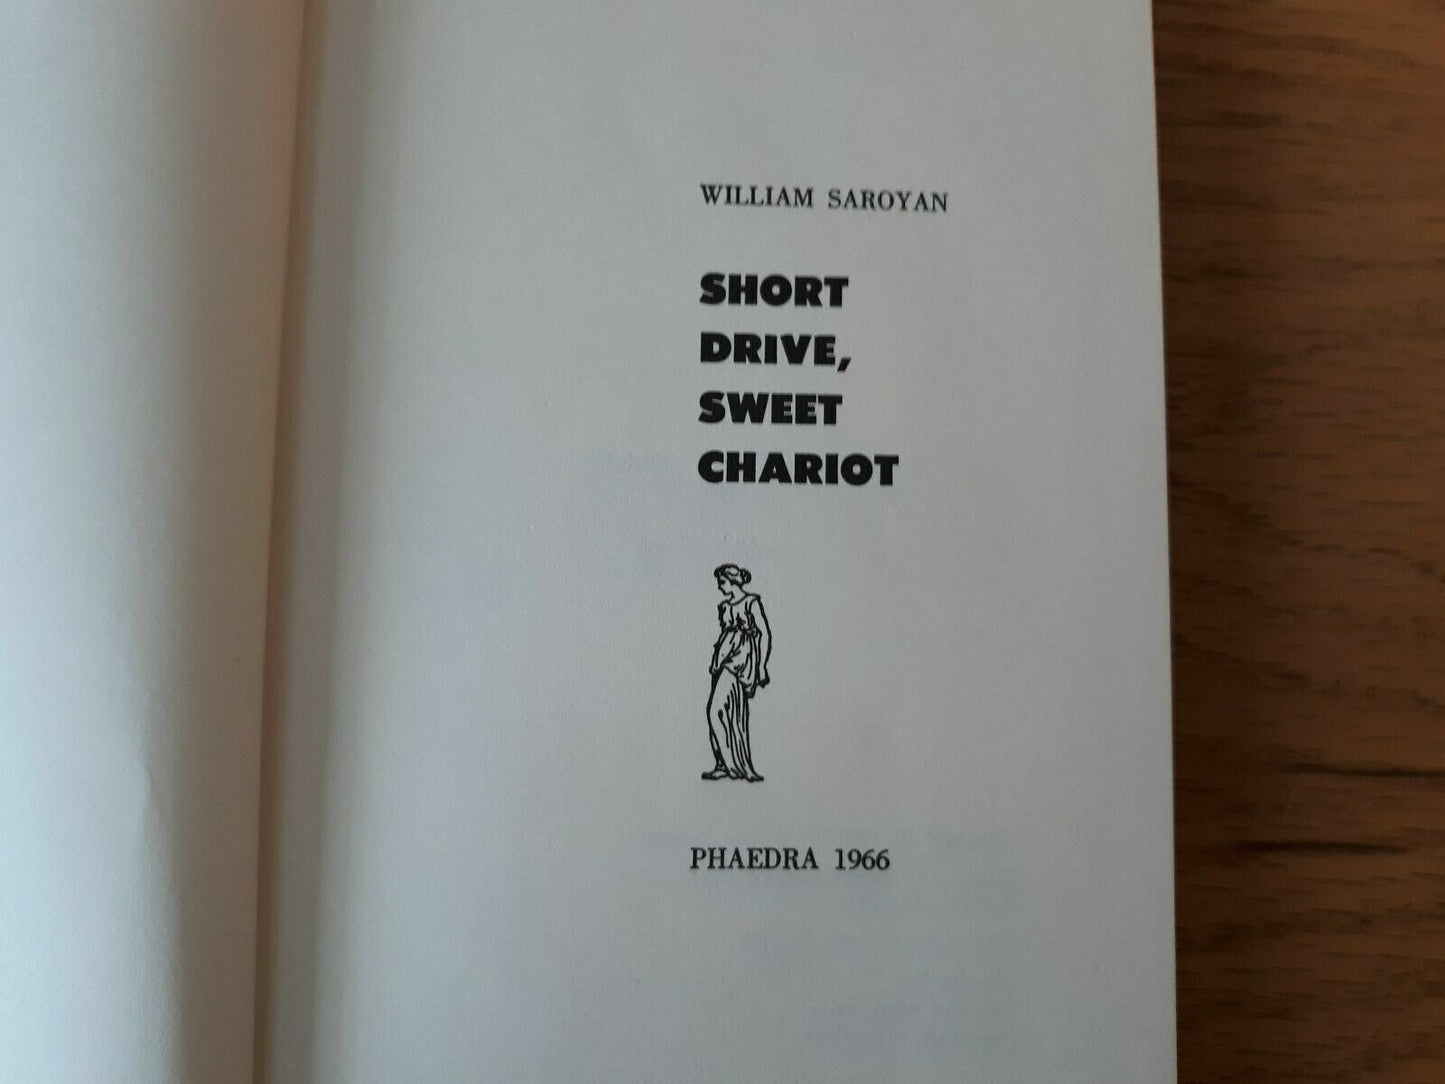 WILLIAM SAROYAN
SHORT
DRIVE,
SWEET
CHARIOT
PHAEDRA 1966